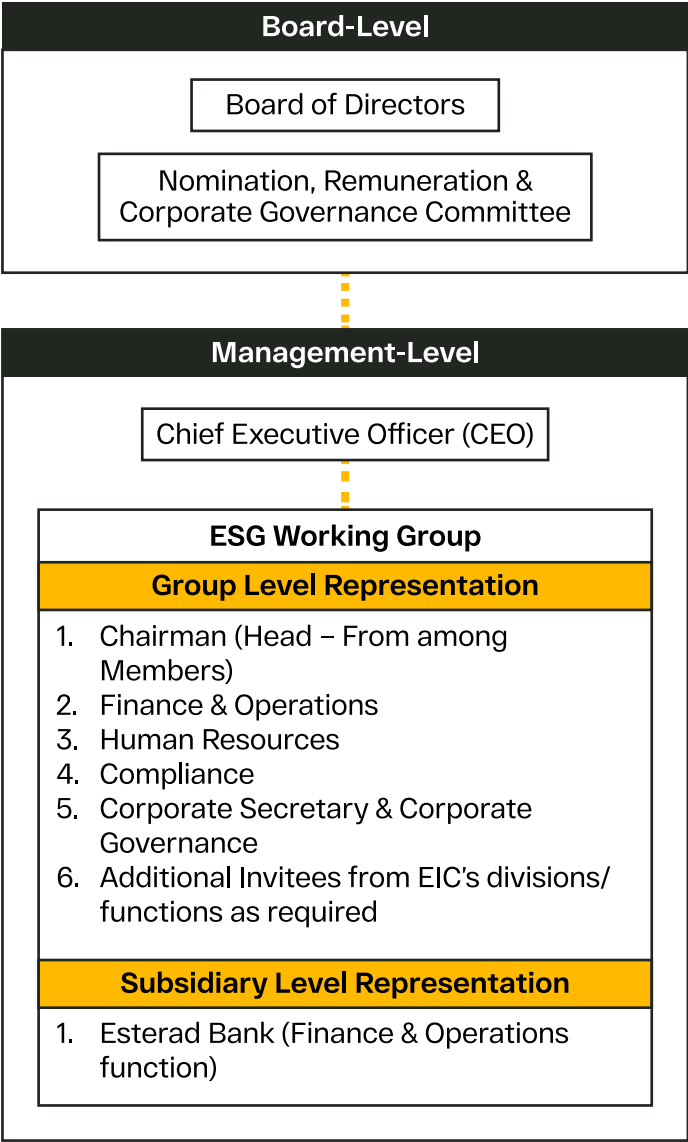 Board-Level
Board of Directors
Nomination, Remuneration &
Corporate Governance Committee
Management-Level
Chief Executive Officer (CEO)
ESG Working Group
Group Level Representation
1. Chairman (Head – From among
Members)
2. Finance & Operations
3. Human Resources
4. Compliance
5. Corporate Secretary & Corporate
Governance
6. Additional Invitees from EIC's divisions/
functions as required
Subsidiary Level Representation
1. Esterad Bank (Finance & Operations
function)